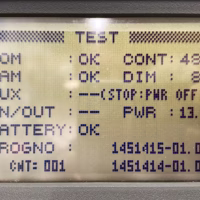 TEST
OM : OK CONT: 48
AM : OK DIM : 8
UX : --(STOP:PWR OFF
N/OUT : -- PWR : 13.
ATTERY: OK
ROGNO : 1451415-01.0
CNT: 001 1451414-01.0